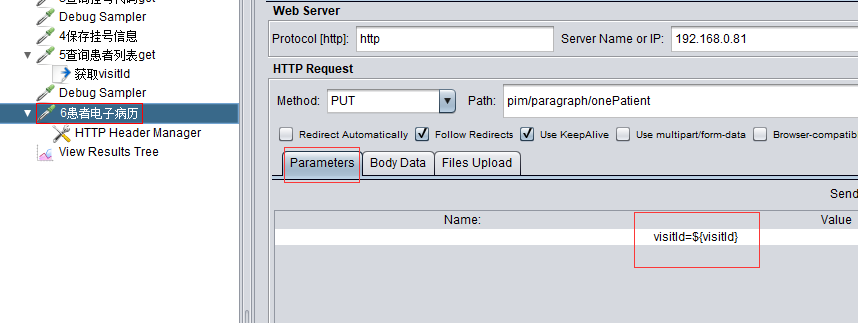 Debug Sampler
4保存挂号信息
5查询患者列表get
获取visitId
Debug Sampler
6患者电子病历
HTTP Header Manager
View Results Tree
Web Server
Protocol [http]: http Server Name or IP: 192.168.0.81
HTTP Request
Method: PUT Path: pim/paragraph/onePatient
Redirect Automatically Follow Redirects Use KeepAlive Use multipart/form-data Browser-compatib
Parameters Body Data Files Upload
Send
Name: Value
visitId=${visitId}